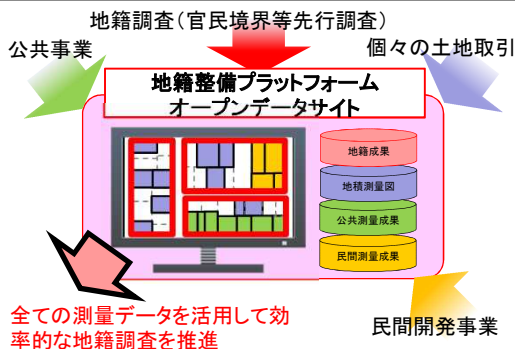 地籍調査（官民境界等先行調査）
公共事業
個々の土地取引
地籍整備プラットフォーム
オープンデータサイト
地籍成果
地積測量図
公共測量成果
民間測量成果
全ての測量データを活用して効
率的な地籍調査を推進
民間開発事業